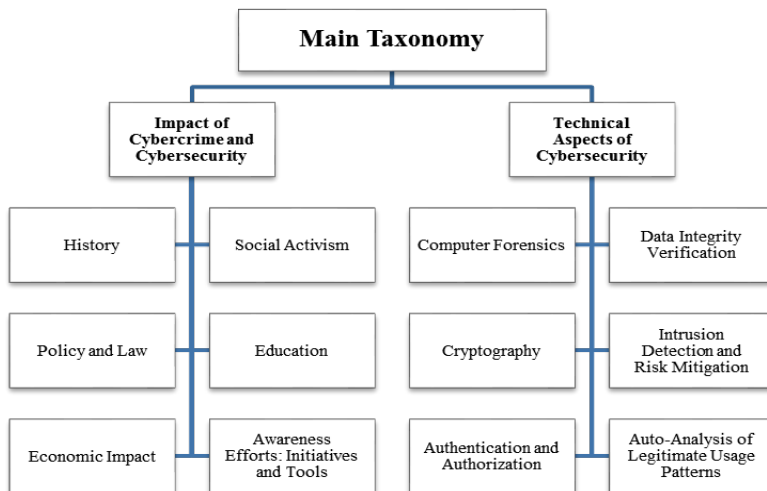 Main Taxonomy
Impact of
Cybercrime and
Cybersecurity
Technical
Aspects of
Cybersecurity
History
Social Activism
Computer Forensics
Data Integrity
Verification
Policy and Law
Education
Cryptography
Intrusion
Detection and
Risk Mitigation
Economic Impact
Awareness
Efforts: Initiatives
and Tools
Authentication and
Authorization
Auto-Analysis of
Legitimate Usage
Patterns